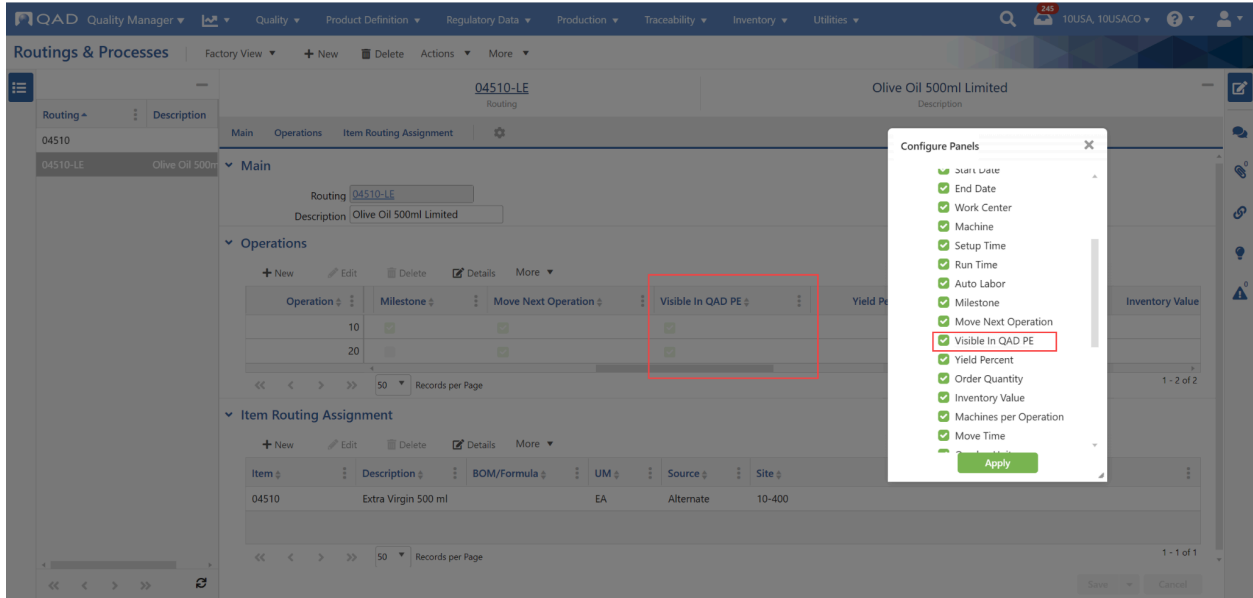 QAD Quality Manager Quality Product Definition Regulatory Data Production Traceability Inventory Utilities 245 10USA, 10USACO
Routings & Processes Factory View New Delete Actions More
04510-LE Olive Oil 500ml Limited
Routing Description
Routing Description
Main Operations Item Routing Assignment
04510
04510-LE Olive Oil 500m
Main
Routing 04510-LE
Description Olive Oil 500ml Limited
Operations
New Edit Delete Details More
Operation Milestone Move Next Operation Visible In QAD PE Yield Pe Inventory Value
10
20
50 Records per Page 1 - 2 of 2
Item Routing Assignment
New Edit Delete Details More
Item Description BOM/Formula UM Source Site
04510 Extra Virgin 500 ml EA Alternate 10-400
50 Records per Page 1 - 1 of 1
Save Cancel
Configure Panels
Start Date
End Date
Work Center
Machine
Setup Time
Run Time
Auto Labor
Milestone
Move Next Operation
Visible In QAD PE
Yield Percent
Order Quantity
Inventory Value
Machines per Operation
Move Time
Apply
0
0